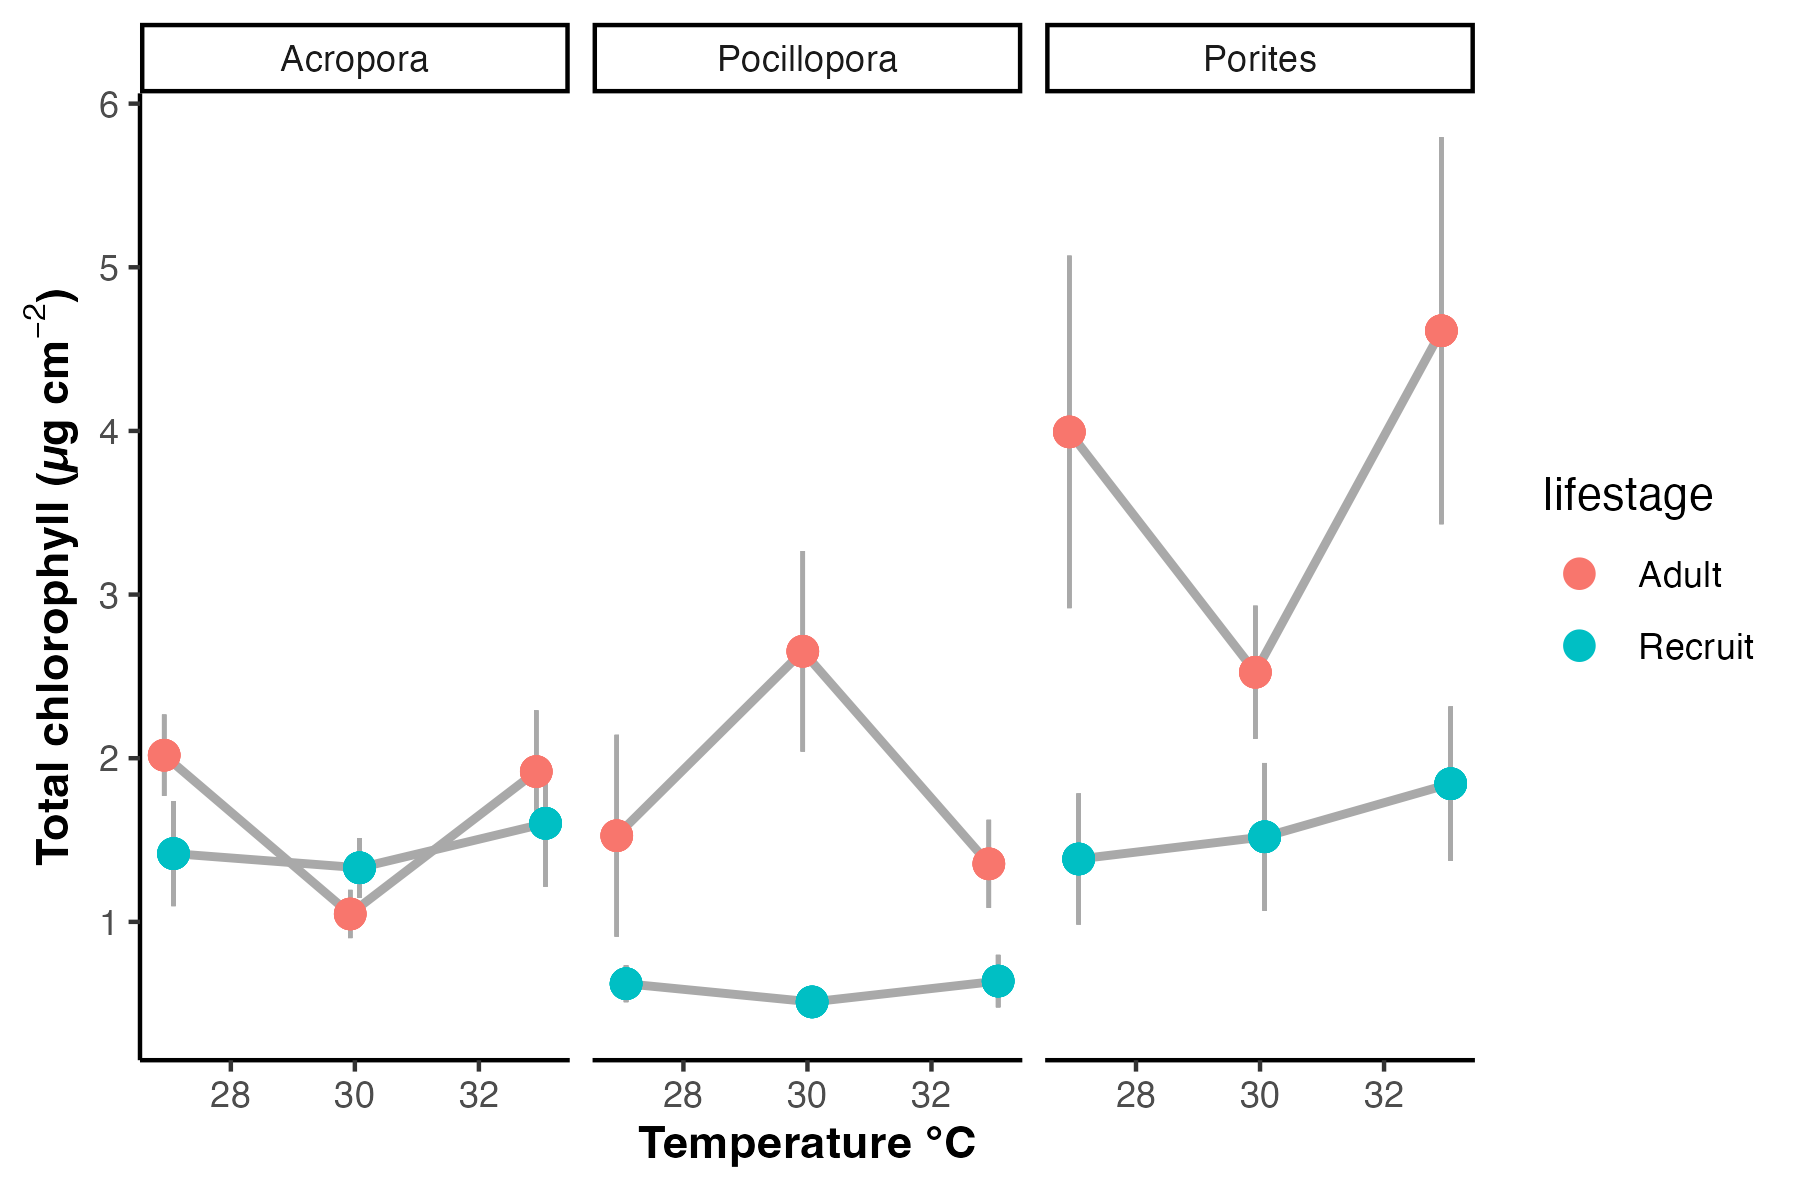 Acropora
Pocillopora
Porites
6
5
4
3
2
1
Total chlorophyll (µg cm⁻²)
28 30 32
28 30 32
28 30 32
Temperature °C
lifestage
Adult
Recruit